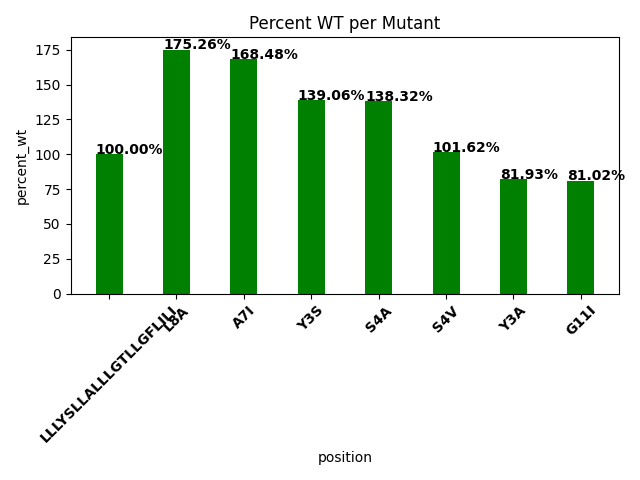 Percent WT per Mutant
percent_wt
175
150
125
100
75
50
25
0
100.00%
175.26%
168.48%
139.06%
138.32%
101.62%
81.93%
81.02%
LLLYSLLALLLGTLLGFLILI
L8A
A7I
Y3S
S4A
S4V
Y3A
G11I
position